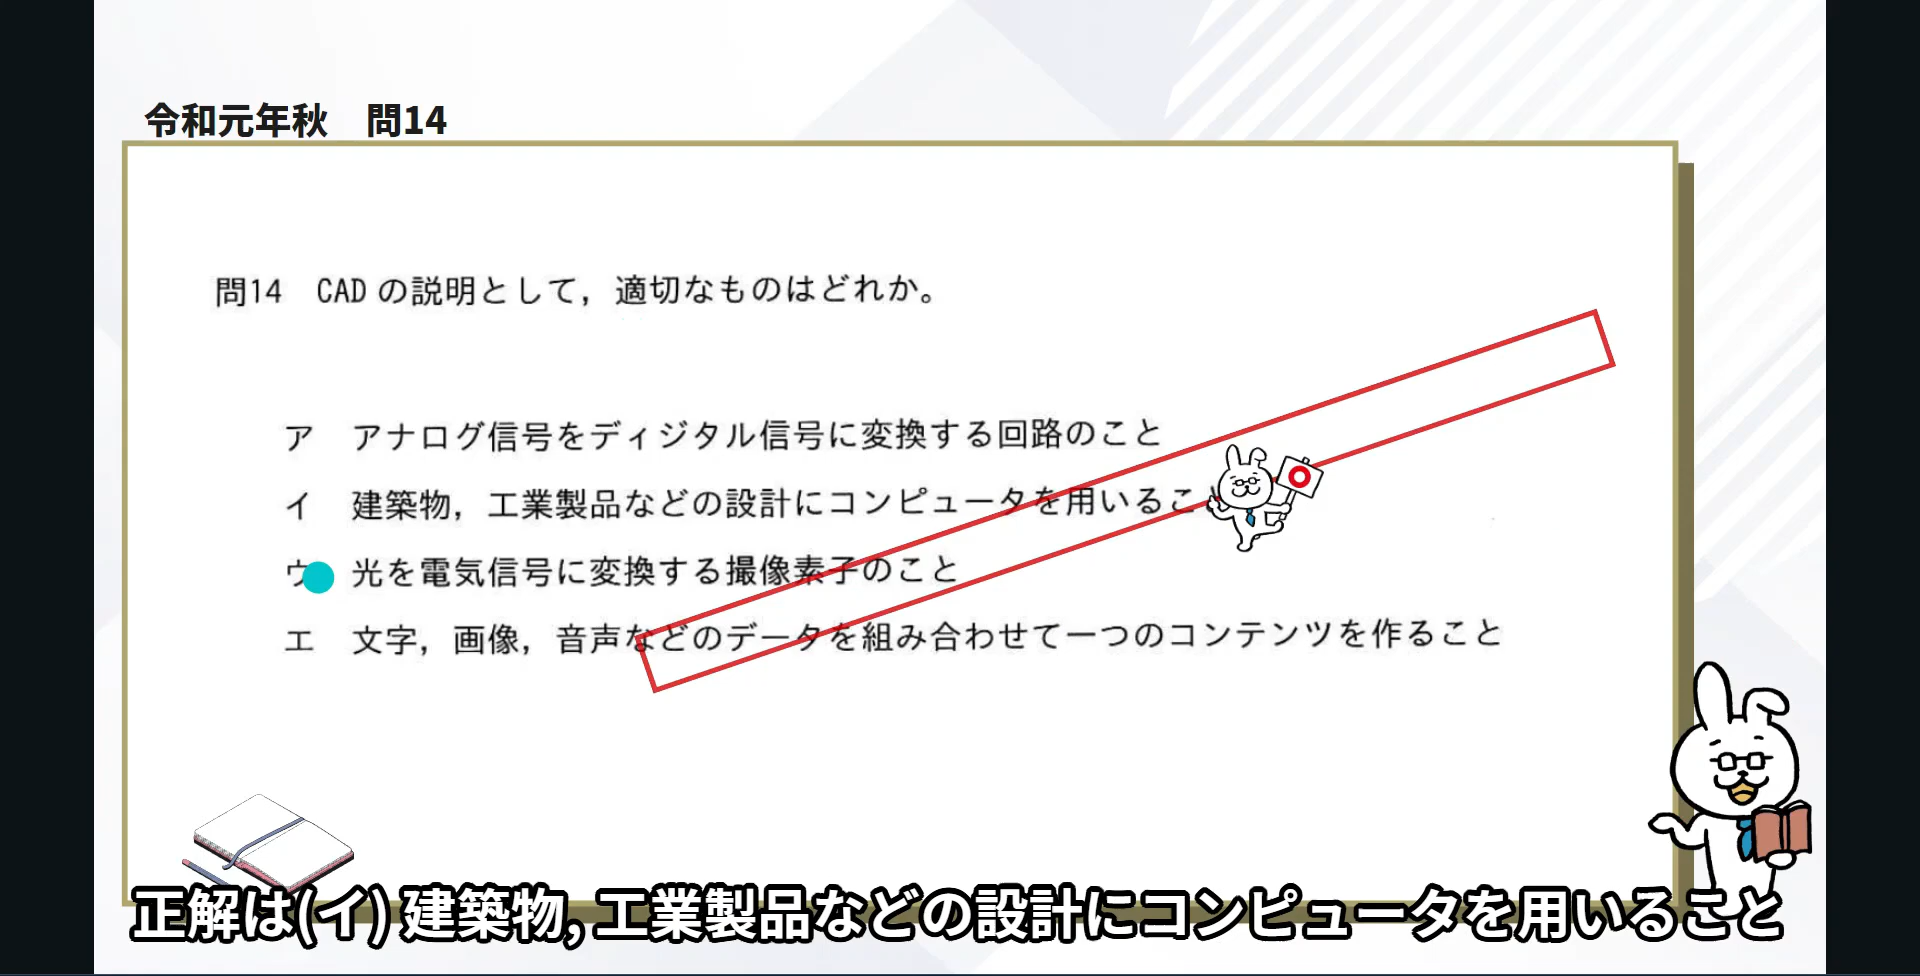 令和元年秋　問14
問14　CADの説明として，適切なものはどれか。
ア　アナログ信号をディジタル信号に変換する回路のこと
イ　建築物，工業製品などの設計にコンピュータを用いるこ
ウ　光を電気信号に変換する撮像素子のこと
エ　文字，画像，音声などのデータを組み合わせて一つのコンテンツを作ること
正解は(イ) 建築物, 工業製品などの設計にコンピュータを用いること